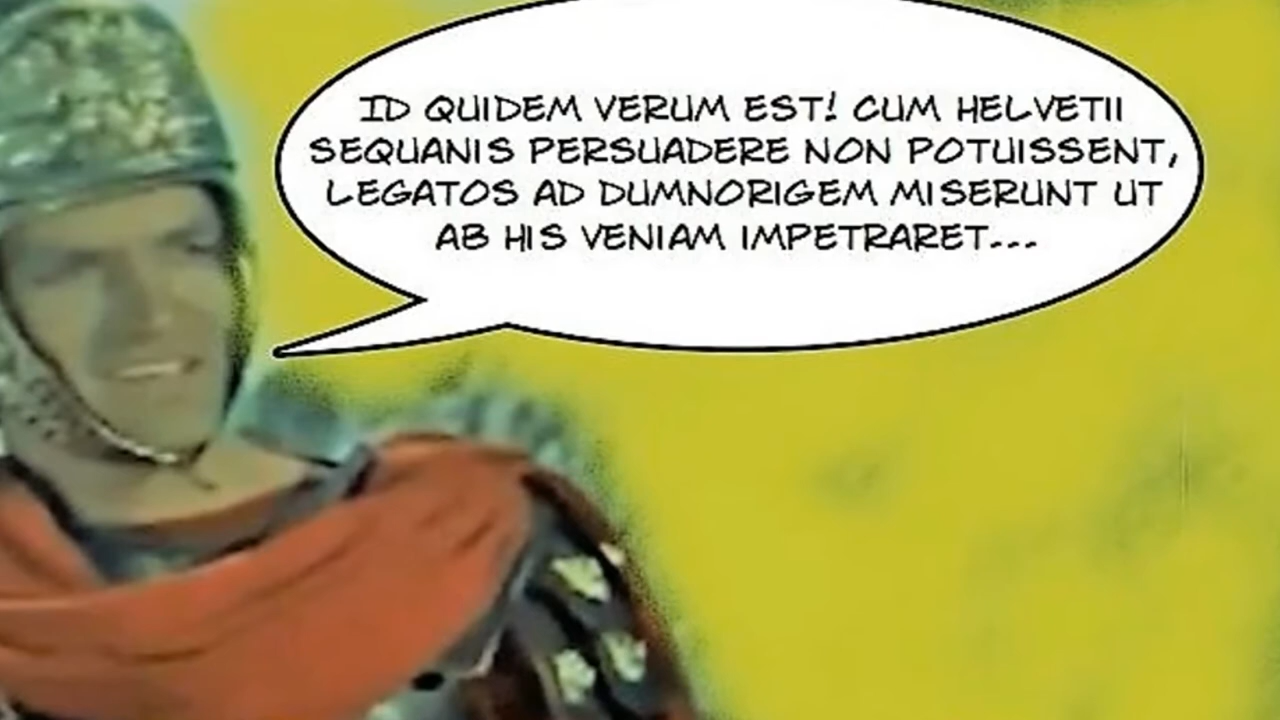 ID QUIDEM VERUM EST! CUM HELVETII
SEQUANIS PERSUADERE NON POTUISSENT,
LEGATOS AD DUMNORIGEM MISERUNT UT
AB HIS VENIAM IMPETRARET...